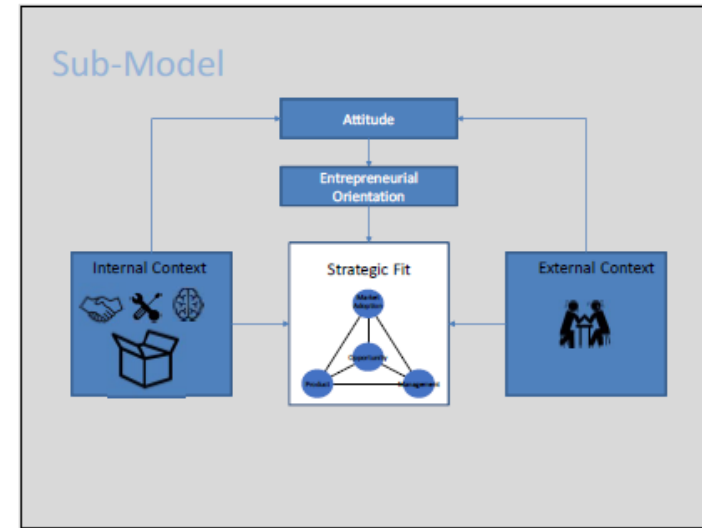 Sub-Model
Attitude
Entrepreneurial
Orientation
Internal Context
Strategic Fit
External Context
Market
Adoption
Opportunity
Product
Management